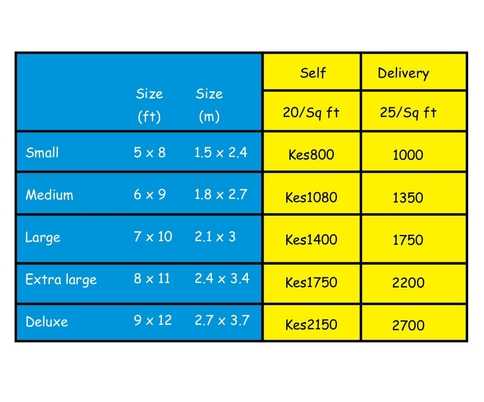 Self Delivery
Size Size
(ft) (m) 20/Sq ft 25/Sq ft
Small 5 x 8 1.5 x 2.4 Kes800 1000
Medium 6 x 9 1.8 x 2.7 Kes1080 1350
Large 7 x 10 2.1 x 3 Kes1400 1750
Extra large 8 x 11 2.4 x 3.4 Kes1750 2200
Deluxe 9 x 12 2.7 x 3.7 Kes2150 2700